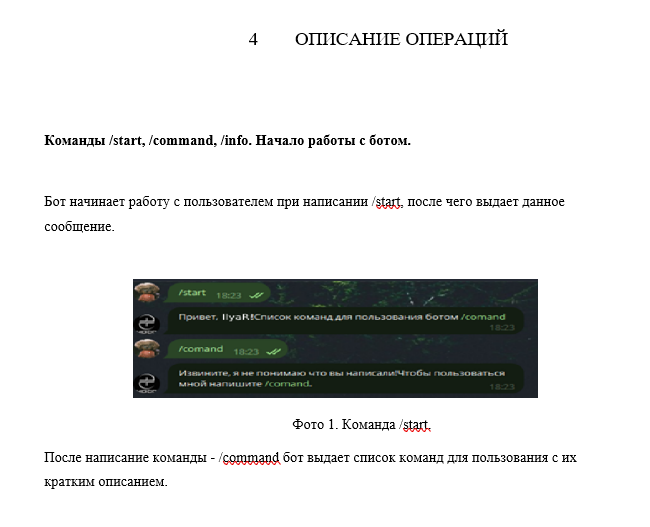 4 ОПИСАНИЕ ОПЕРАЦИЙ
Команды /start, /command, /info. Начало работы с ботом.
Бот начинает работу с пользователем при написании /start, после чего выдает данное
сообщение.
/start 18:23
Привет, IlyaR!Список команд для пользования ботом /comand
18:23
/comand 18:23
Извините, я не понимаю что вы написали!Чтобы пользоваться
мной напишите /comand.
18:23
Фото 1. Команда /start.
После написание команды - /command бот выдает список команд для пользования с их
кратким описанием.